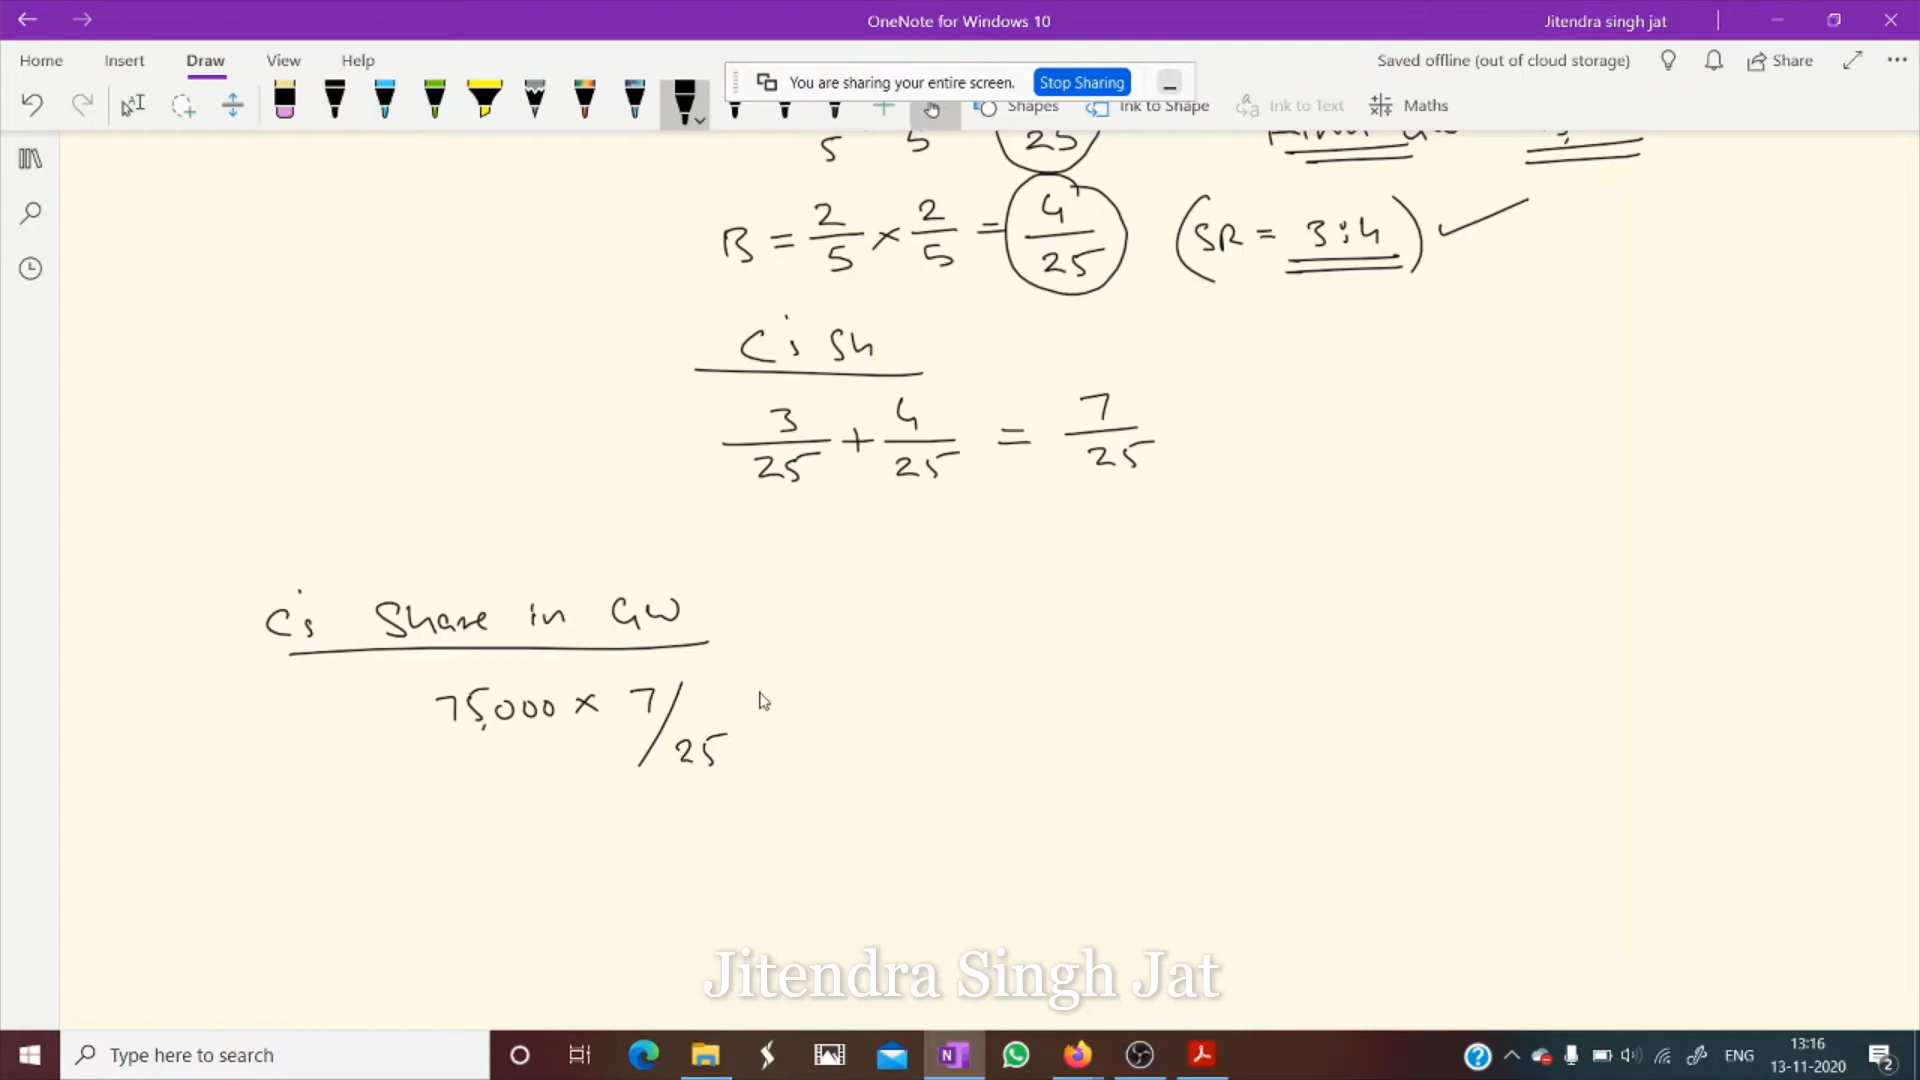 OneNote for Windows 10
Jitendra singh jat
Home Insert Draw View Help
Saved offline (out of cloud storage)
Share
You are sharing your entire screen. Stop Sharing
Shapes Ink to Shape Ink to Text Maths
5 5 25
B = 2/5 × 2/5 = 4/25 (SR = 3:4) ✓
C's Sh
3/25 + 4/25 = 7/25
C's Share in GW
75,000 × 7/25
Jitendra Singh Jat
Type here to search
ENG
13:16
13-11-2020
2